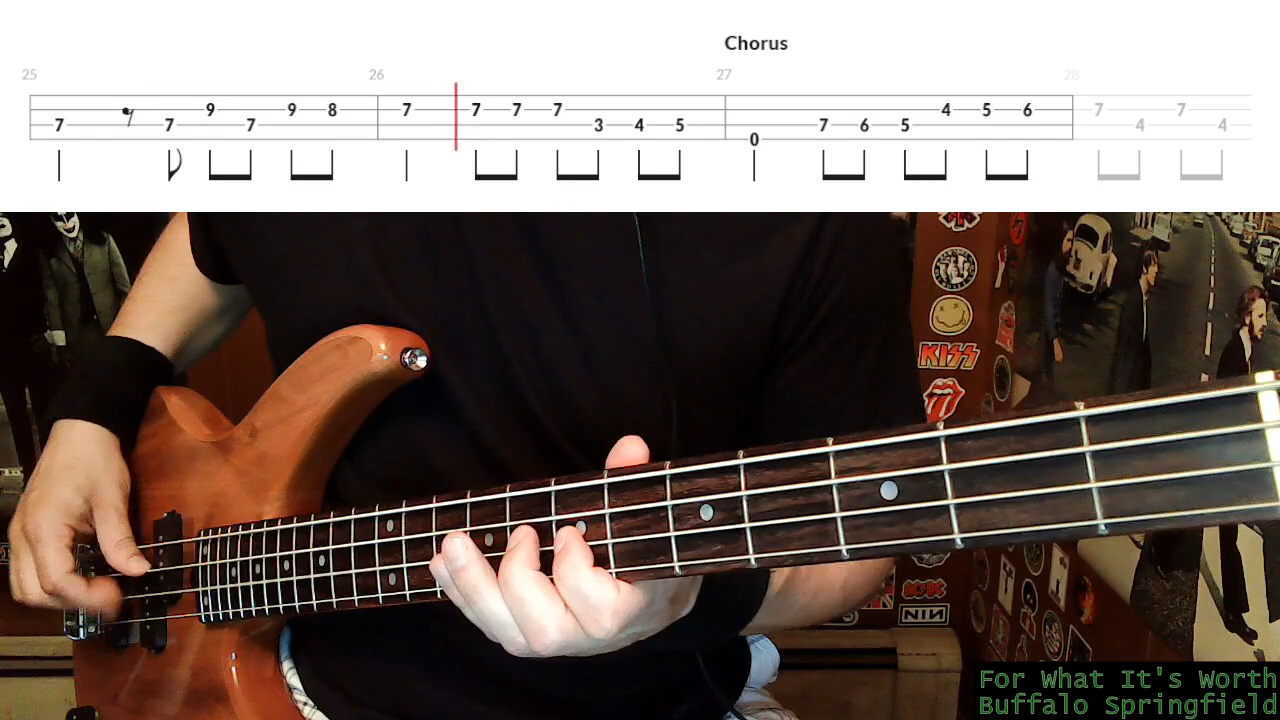 Chorus
25 26 27 28
9 9 8 7 7 7 7 4 5 6 7 7
7 7 7 3 4 5 7 6 5 4 4
0
KISS
AC/DC
NIN
For What It's Worth
Buffalo Springfield